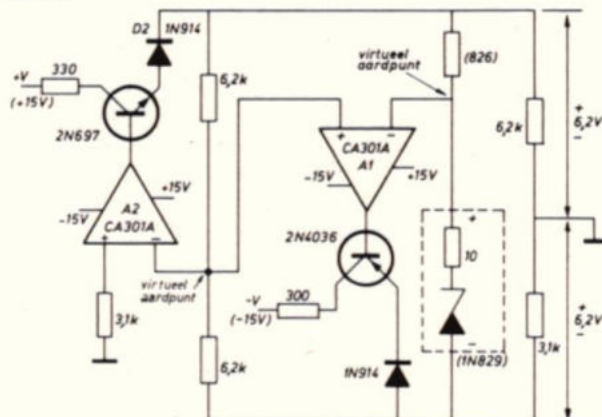 D2 1N914
+V 330
(+15V)
2N697
6,2k
virtueel
aardpunt
(826)
6,2k
+
6,2V
-
+ -
CA301A
A1
-15V
+15V
+15V
-15V
A2
CA301A
+ -
2N4036
virtueel
aardpunt
3,1k
-V 300
(-15V)
+
10
-
(1N829)
3,1k
+
6,2V
-
6,2k
1N914